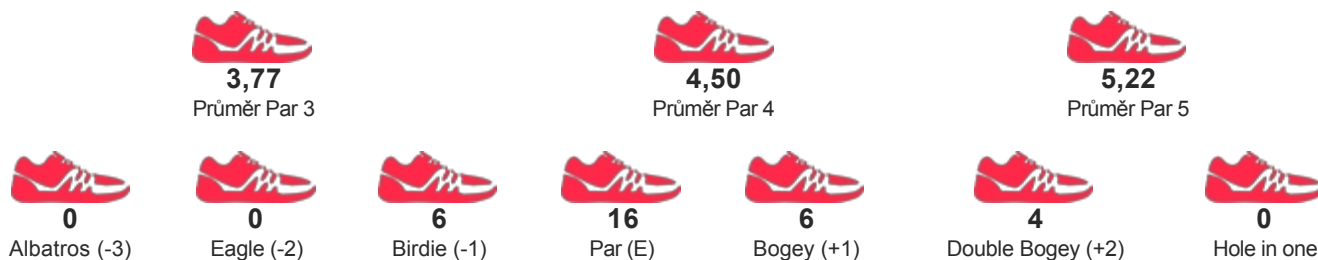 3,77 4,50 5,22
Průměr Par 3 Průměr Par 4 Průměr Par 5
0 0 6 16 6 4 0
Albatros (-3) Eagle (-2) Birdie (-1) Par (E) Bogey (+1) Double Bogey (+2) Hole in one